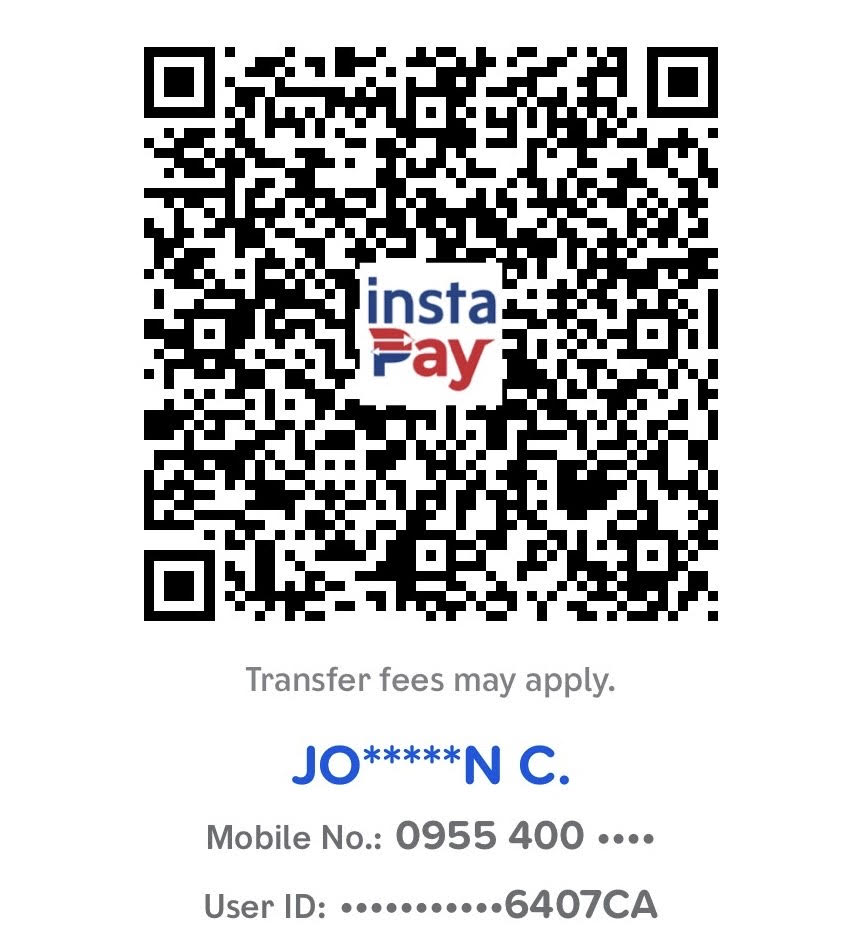 insta
Pay
Transfer fees may apply.
JO*****N C.
Mobile No.: 0955 400 ••••
User ID: •••••••••••6407CA